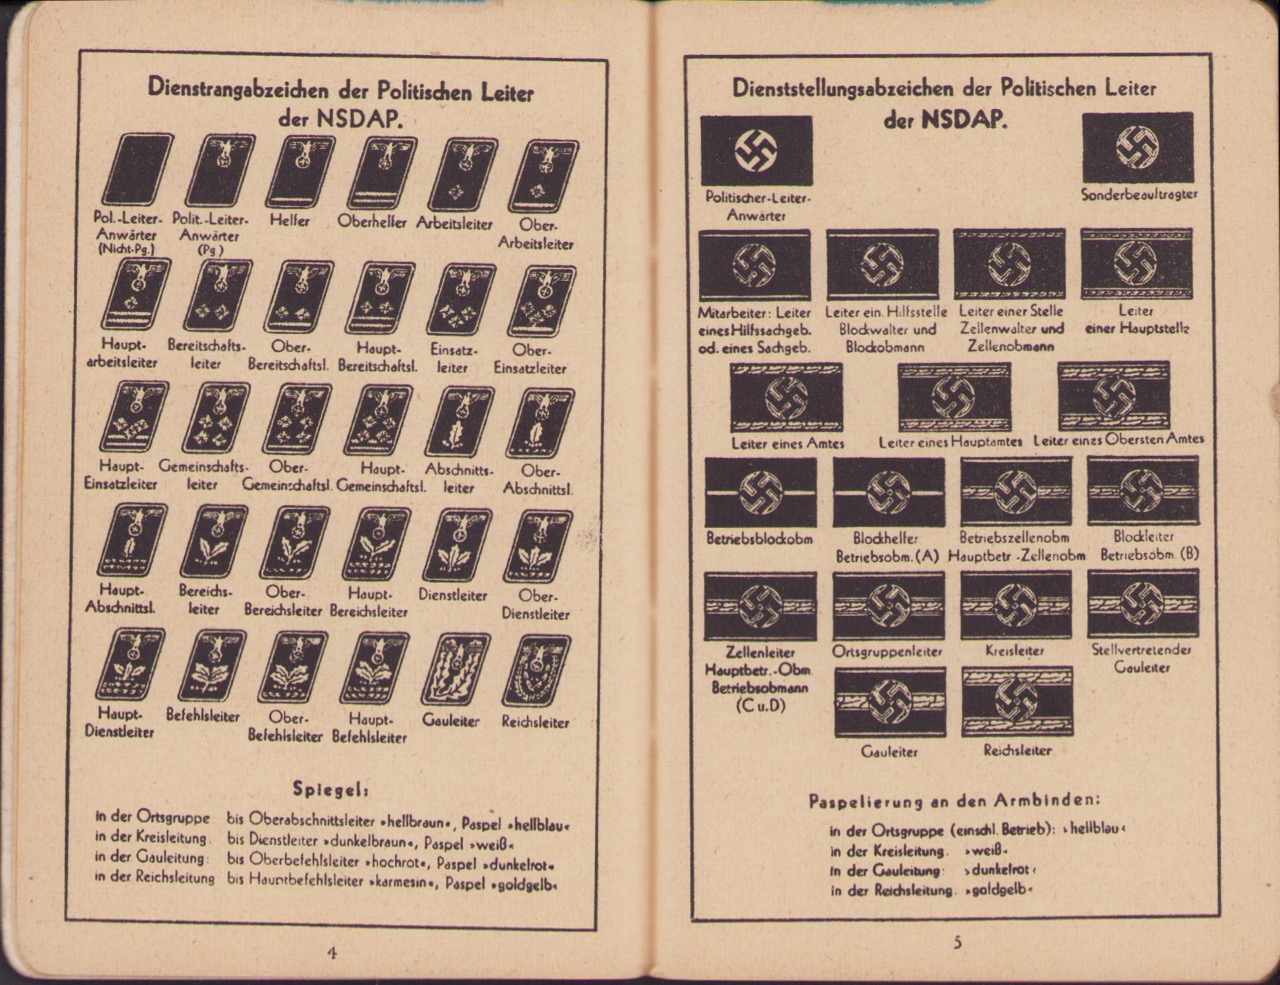 Dienstrangabzeichen der Politischen Leiter
der NSDAP.
Pol.-Leiter-
Anwärter
(Nicht-Pg.)
Polit.-Leiter-
Anwärter
(Pg.)
Helfer
Oberhelfer
Arbeitsleiter
Ober-
Arbeitsleiter
Haupt-
arbeitsleiter
Bereitschafts-
leiter
Ober-
Bereitschaftsl.
Haupt-
Bereitschaftsl.
Einsatz-
leiter
Ober-
Einsatzleiter
Haupt-
Einsatzleiter
Gemeinschafts-
leiter
Ober-
Gemeinschaftsl.
Haupt-
Gemeinschaftsl.
Abschnitts-
leiter
Ober-
Abschnittsl.
Haupt-
Abschnittsl.
Bereichs-
leiter
Ober-
Bereichsleiter
Haupt-
Bereichsleiter
Dienstleiter
Ober-
Dienstleiter
Haupt-
Dienstleiter
Befehlsleiter
Ober-
Befehlsleiter
Haupt-
Befehlsleiter
Gauleiter
Reichsleiter
Spiegel:
in der Ortsgruppe bis Oberabschnittsleiter »hellbraun«, Paspel »hellblau«
in der Kreisleitung. bis Dienstleiter »dunkelbraun«, Paspel »weiß«
in der Gauleitung: bis Oberbefehlsleiter »hochrot«, Paspel »dunkelrot«
in der Reichsleitung bis Hauptbefehlsleiter »karmesin«, Paspel »goldgelb«
4
Dienststellungsabzeichen der Politischen Leiter
der NSDAP.
Politischer-Leiter-
Anwärter
Sonderbeauftragter
Mitarbeiter: Leiter
eines Hilfssachgeb.
od. eines Sachgeb.
Leiter ein. Hilfsstelle
Blockwalter und
Blockobmann
Leiter einer Stelle
Zellenwalter und
Zellenobmann
Leiter
einer Hauptstelle
Leiter eines Amtes
Leiter eines Hauptamtes
Leiter eines Obersten Amtes
Betriebsblockobm
Blockhelfer
Betriebsobm. (A)
Betriebszellenobm
Hauptbetr.-Zellenobm
Blockleiter
Betriebsobm. (B)
Zellenleiter
Hauptbetr.-Obm
Betriebsobmann
(C u. D)
Ortsgruppenleiter
Kreisleiter
Stellvertretender
Gauleiter
Gauleiter
Reichsleiter
Paspelierung an den Armbinden:
in der Ortsgruppe (einschl. Betrieb): »hellblau«
in der Kreisleitung. »weiß«
in der Gauleitung: »dunkelrot«
in der Reichsleitung. »goldgelb«
5